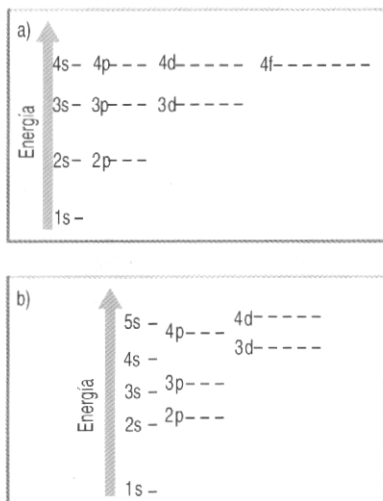 a)
4s– 4p--- 4d----- 4f-------
3s– 3p--- 3d-----
2s– 2p---
1s –
Energía
b)
5s – 4p--- 4d-----
4s – 3d-----
3s – 3p---
2s – 2p---
1s –
Energía